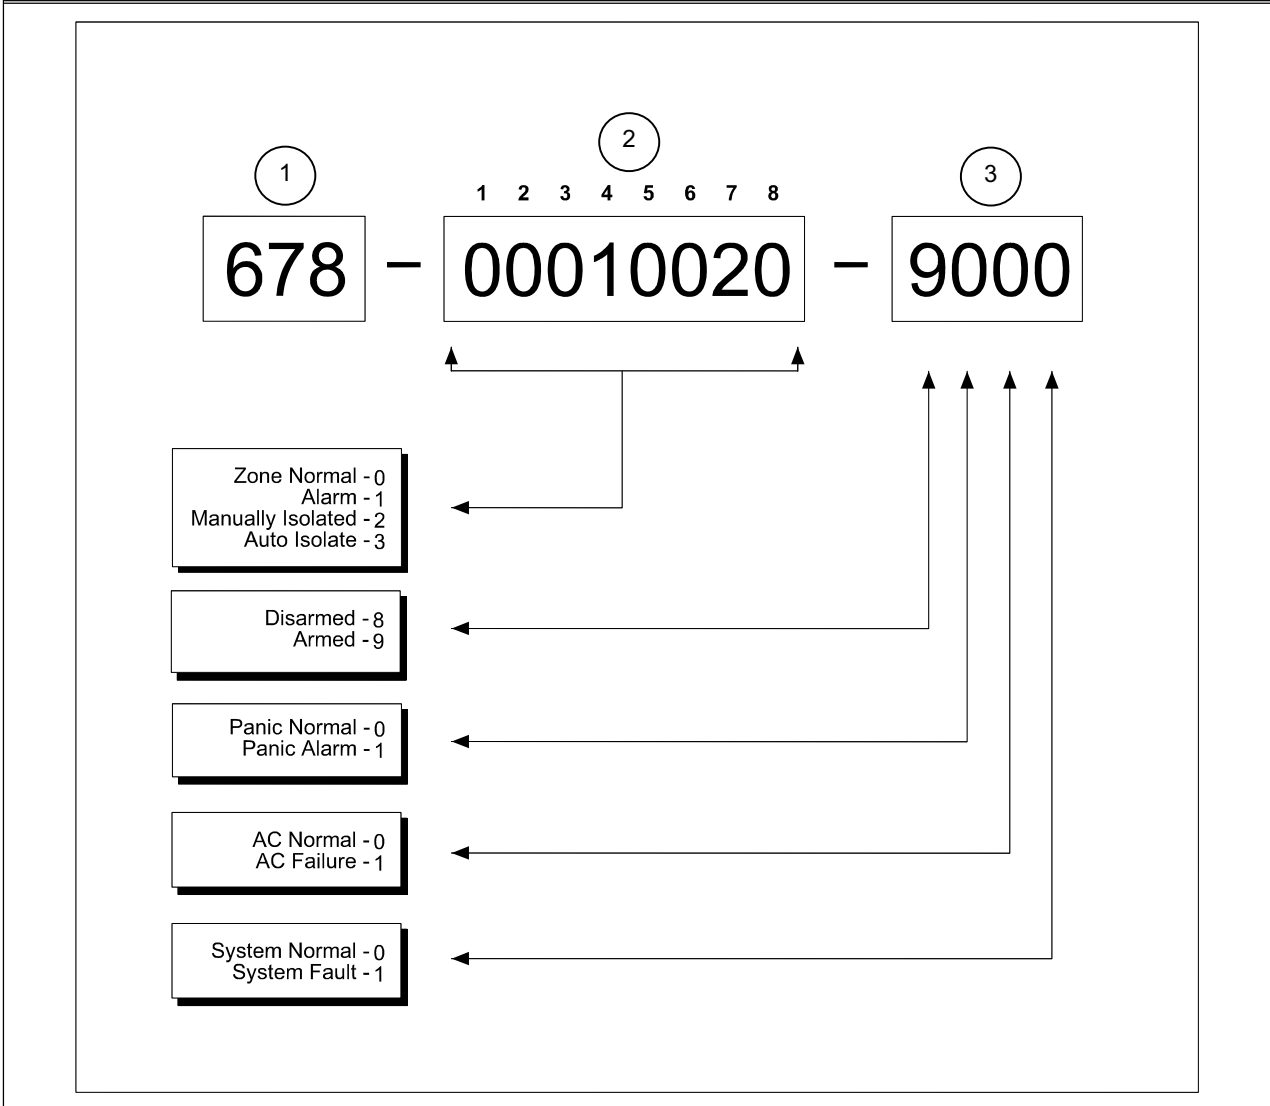 1
2
3
1 2 3 4 5 6 7 8
678 – 00010020 – 9000
Zone Normal - 0
Alarm - 1
Manually Isolated - 2
Auto Isolate - 3
Disarmed - 8
Armed - 9
Panic Normal - 0
Panic Alarm - 1
AC Normal - 0
AC Failure - 1
System Normal - 0
System Fault - 1